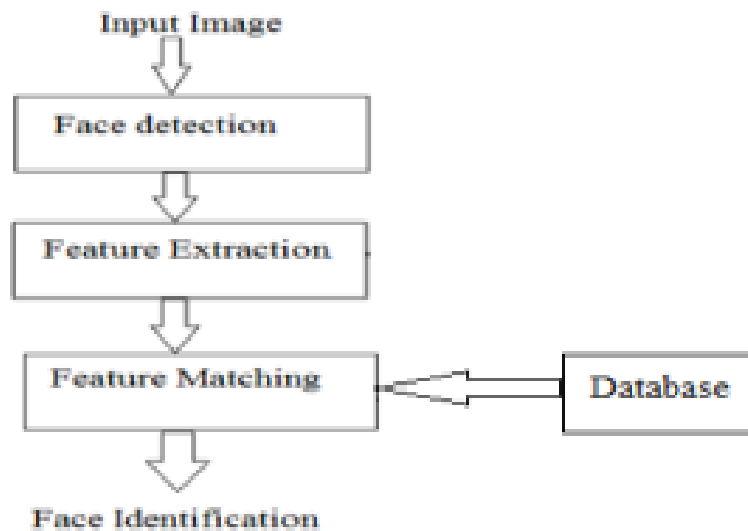 Input Image
Face detection
Feature Extraction
Feature Matching
Database
Face Identification